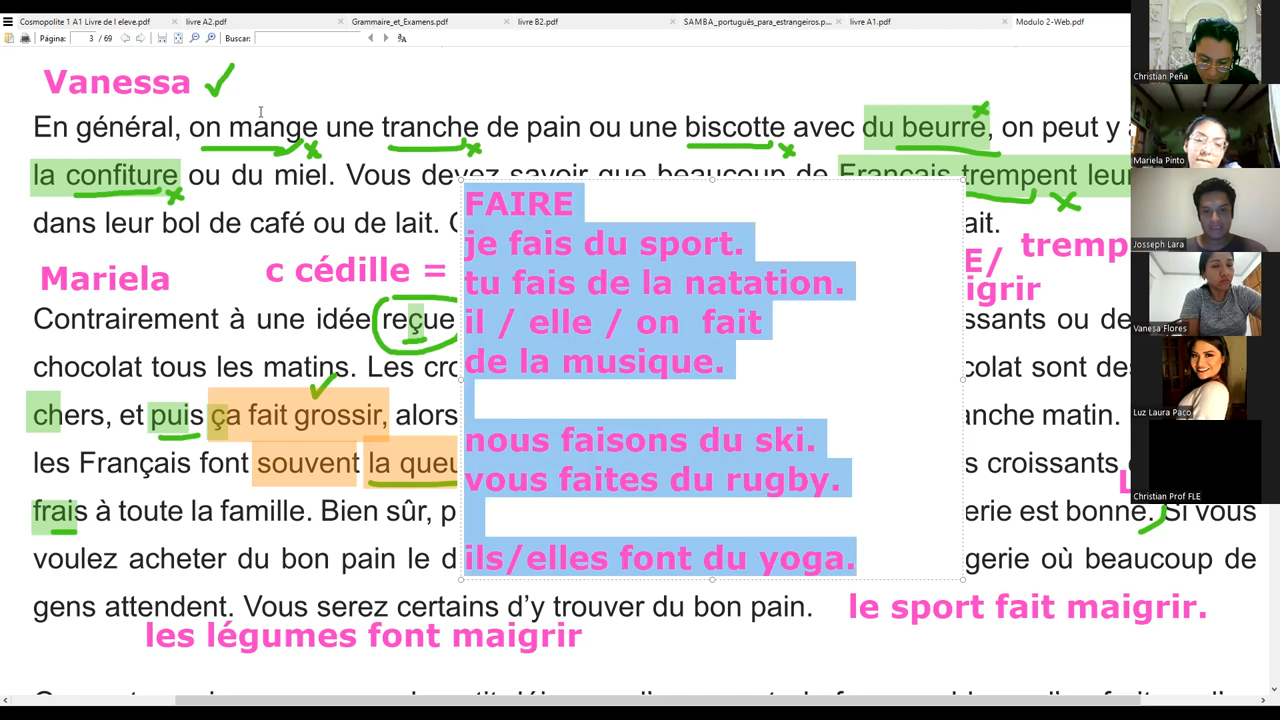 Cosmopolite 1 A1 Livre de l eleve.pdf
livre A2.pdf
Grammaire_et_Examens.pdf
livre B2.pdf
SAMBA_português_para_estrangeiros.p...
livre A1.pdf
Modulo 2-Web.pdf
Página: 3 / 69 Buscar:
Vanessa
En général, on mange une tranche de pain ou une biscotte avec du beurre, on peut y
la confiture ou du miel. Vous devez savoir que beaucoup de Français trempent leur
dans leur bol de café ou de lait.
ait.
Mariela
c cédille =
E/ tremp
igrir
Contrairement à une idée reçue
ssants ou de
chocolat tous les matins. Les cro
colat sont des
chers, et puis ça fait grossir, alors
anche matin.
les Français font souvent la queu
s croissants
frais à toute la famille. Bien sûr, p
erie est bonne. Si vous
voulez acheter du bon pain le d
gerie où beaucoup de
gens attendent. Vous serez certains d'y trouver du bon pain.
le sport fait maigrir.
les légumes font maigrir
FAIRE
je fais du sport.
tu fais de la natation.
il / elle / on fait
de la musique.
nous faisons du ski.
vous faites du rugby.
ils/elles font du yoga.
Christian Peña
Mariela Pinto
Josseph Lara
Vanesa Flores
Luz Laura Paco
Christian Prof FLE